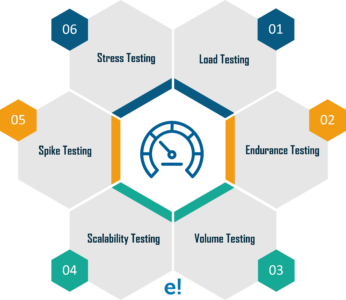 06
01
Stress Testing
Load Testing
05
02
Spike Testing
Endurance Testing
Scalability Testing
Volume Testing
04
03
e!